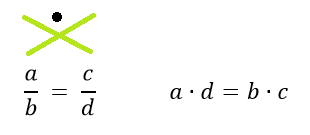 a/b = c/d
a · d = b · c